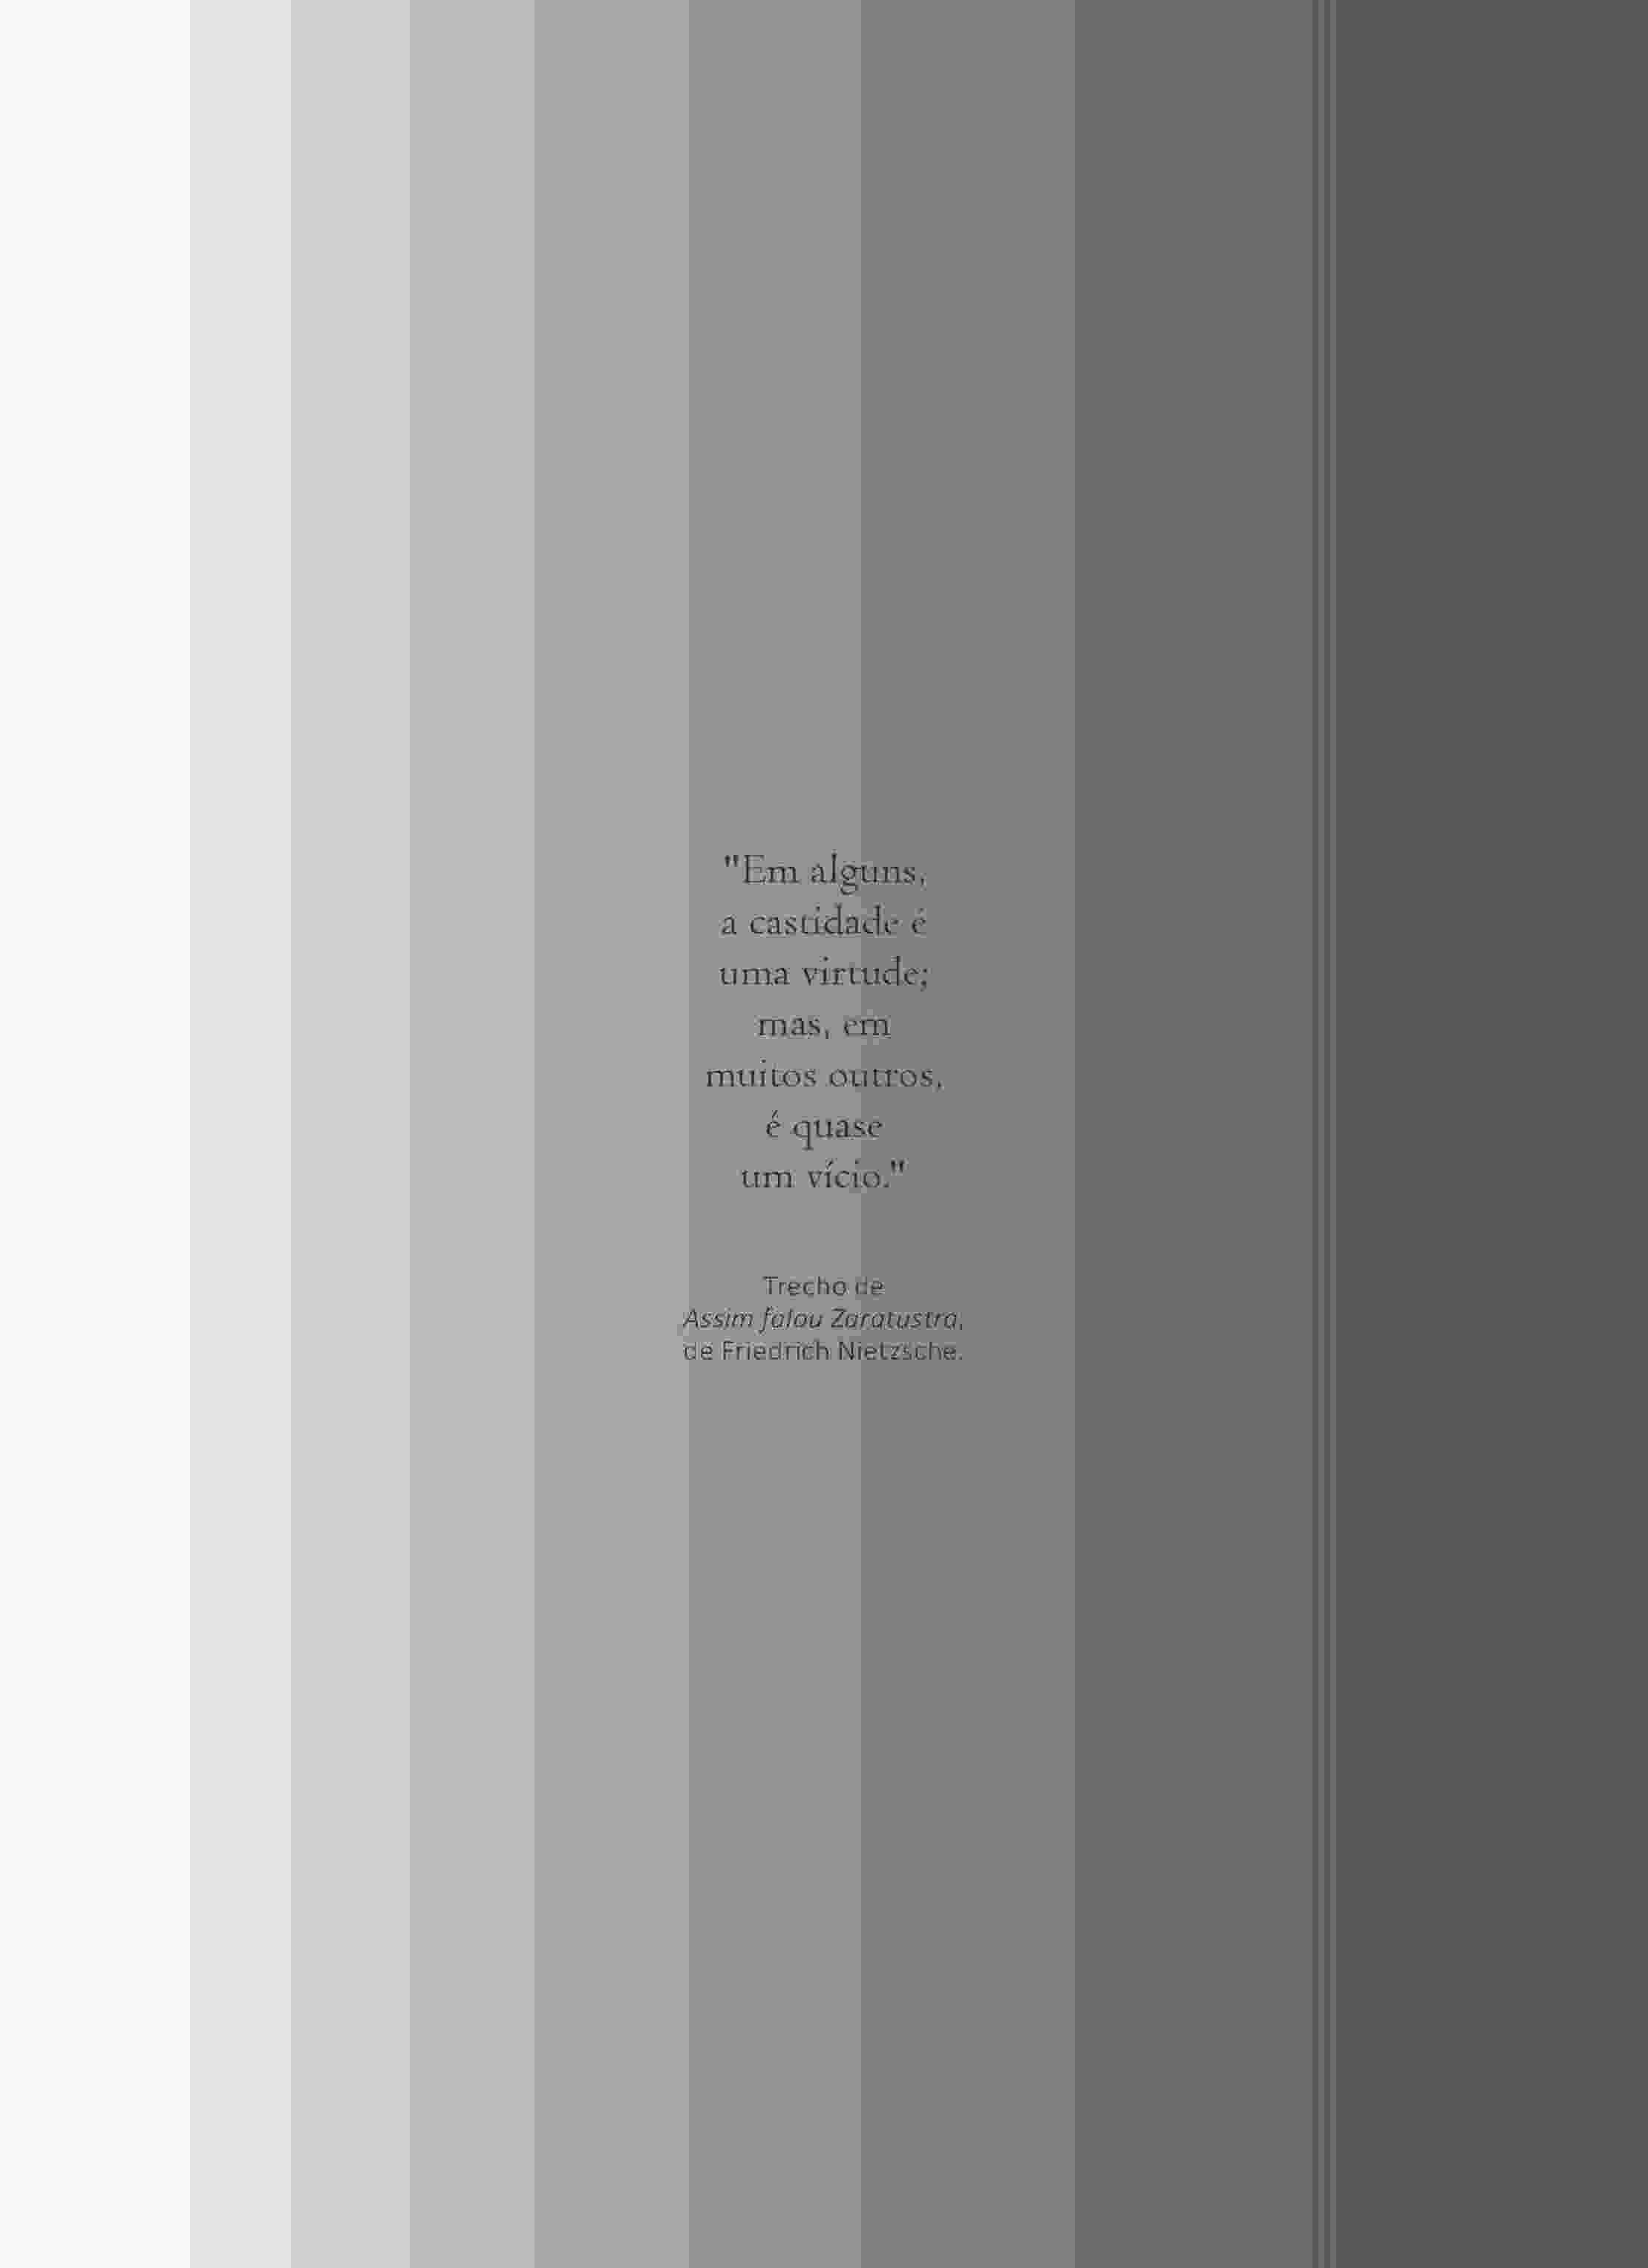 "Em alguns,
a castidade é
uma virtude;
mas, em
muitos outros,
é quase
um vício."
Trecho de
Assim falou Zaratustra,
de Friedrich Nietzsche.